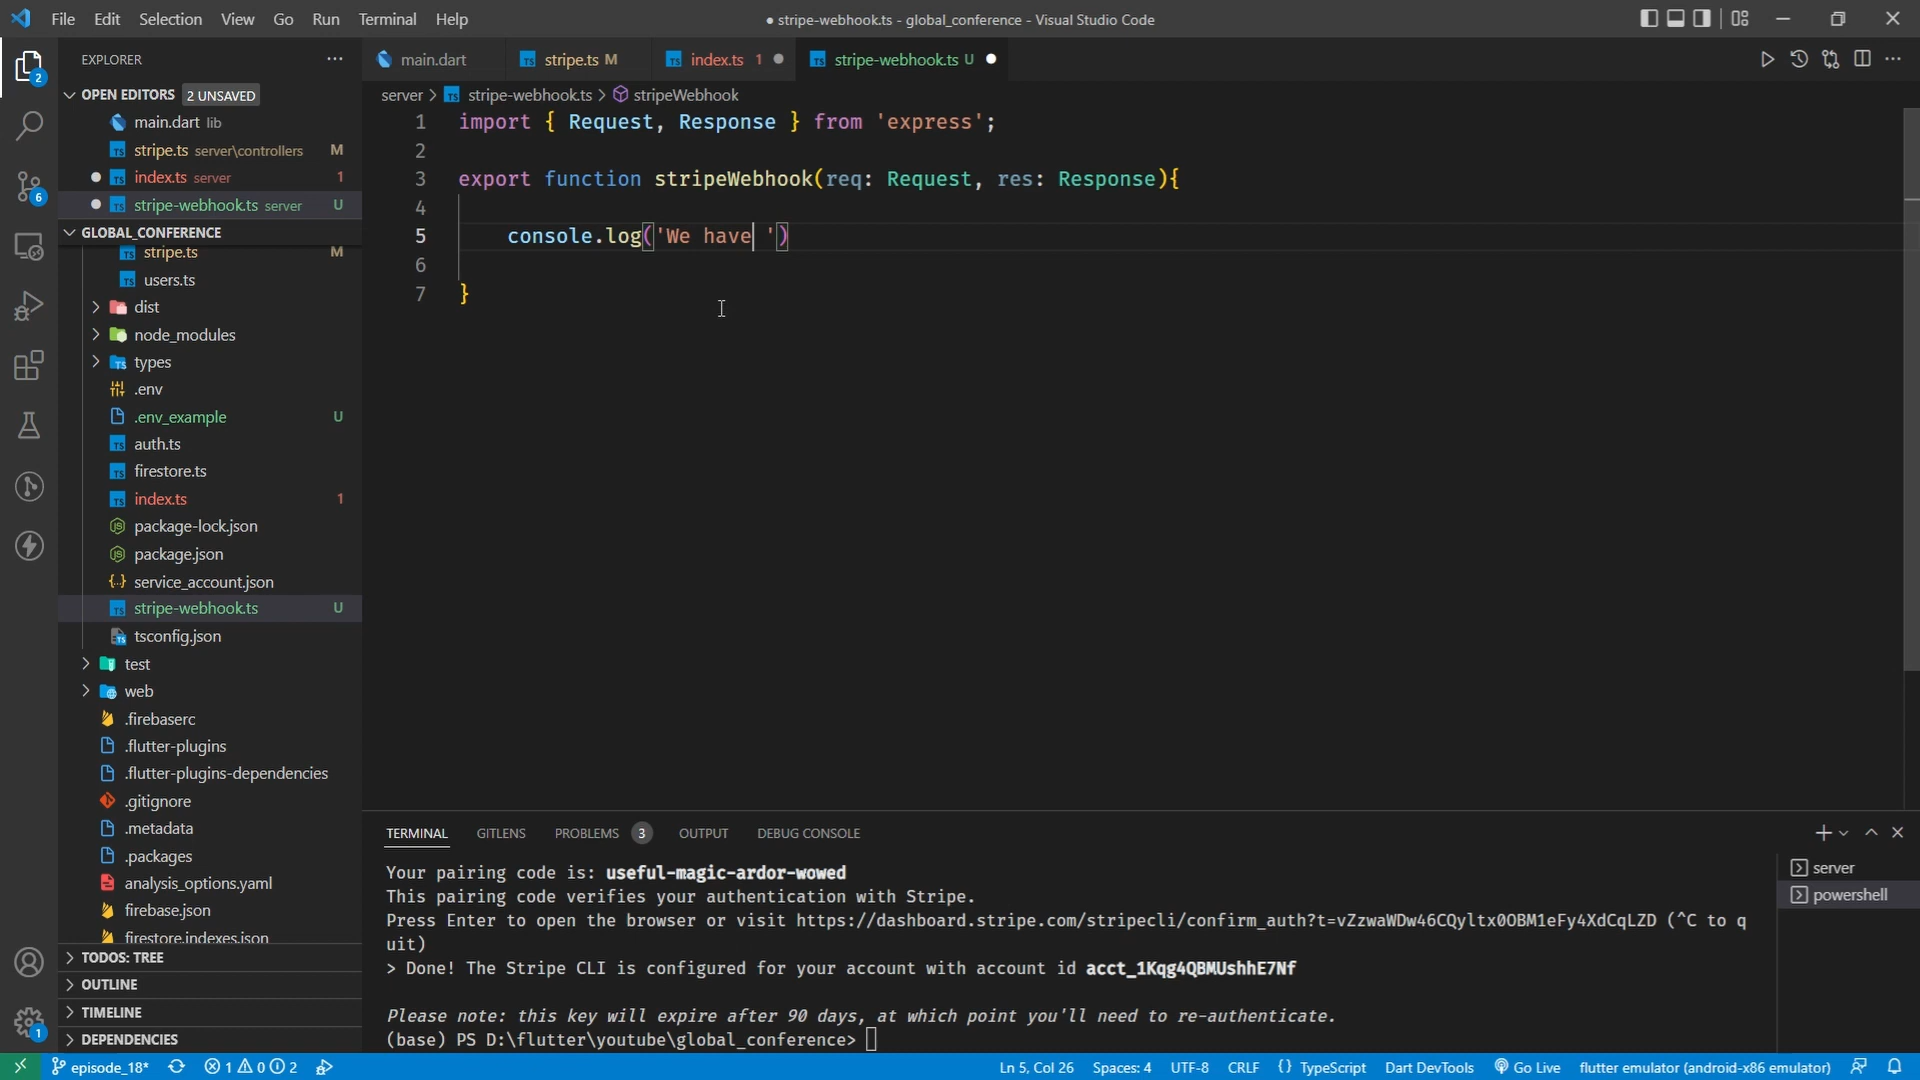 File Edit Selection View Go Run Terminal Help
● stripe-webhook.ts - global_conference - Visual Studio Code
EXPLORER
main.dart
stripe.ts M
index.ts 1
stripe-webhook.ts U
OPEN EDITORS 2 UNSAVED
server > stripe-webhook.ts > stripeWebhook
main.dart lib
stripe.ts server\controllers M
index.ts server 1
stripe-webhook.ts server U
GLOBAL_CONFERENCE
stripe.ts M
users.ts
dist
node_modules
types
.env
.env_example U
auth.ts
firestore.ts
index.ts 1
package-lock.json
package.json
service_account.json
stripe-webhook.ts U
tsconfig.json
test
web
.firebaserc
.flutter-plugins
.flutter-plugins-dependencies
.gitignore
.metadata
.packages
analysis_options.yaml
firebase.json
firestore.indexes.json
TODOS: TREE
OUTLINE
TIMELINE
DEPENDENCIES
2
6
1
1 import { Request, Response } from 'express';
2
3 export function stripeWebhook(req: Request, res: Response){
4
5 console.log('We have ')
6
7 }
TERMINAL GITLENS PROBLEMS 3 OUTPUT DEBUG CONSOLE
Your pairing code is: useful-magic-ardor-wowed
This pairing code verifies your authentication with Stripe.
Press Enter to open the browser or visit https://dashboard.stripe.com/stripecli/confirm_auth?t=vZzwaWDw46CQyltx0OBM1eFy4XdCqLZD (^C to q
uit)
> Done! The Stripe CLI is configured for your account with account id acct_1Kqg4QBMUshhE7Nf
Please note: this key will expire after 90 days, at which point you'll need to re-authenticate.
(base) PS D:\flutter\youtube\global_conference>
server
powershell
episode_18* 1 0 2 Ln 5, Col 26 Spaces: 4 UTF-8 CRLF {} TypeScript Dart DevTools Go Live flutter emulator (android-x86 emulator)